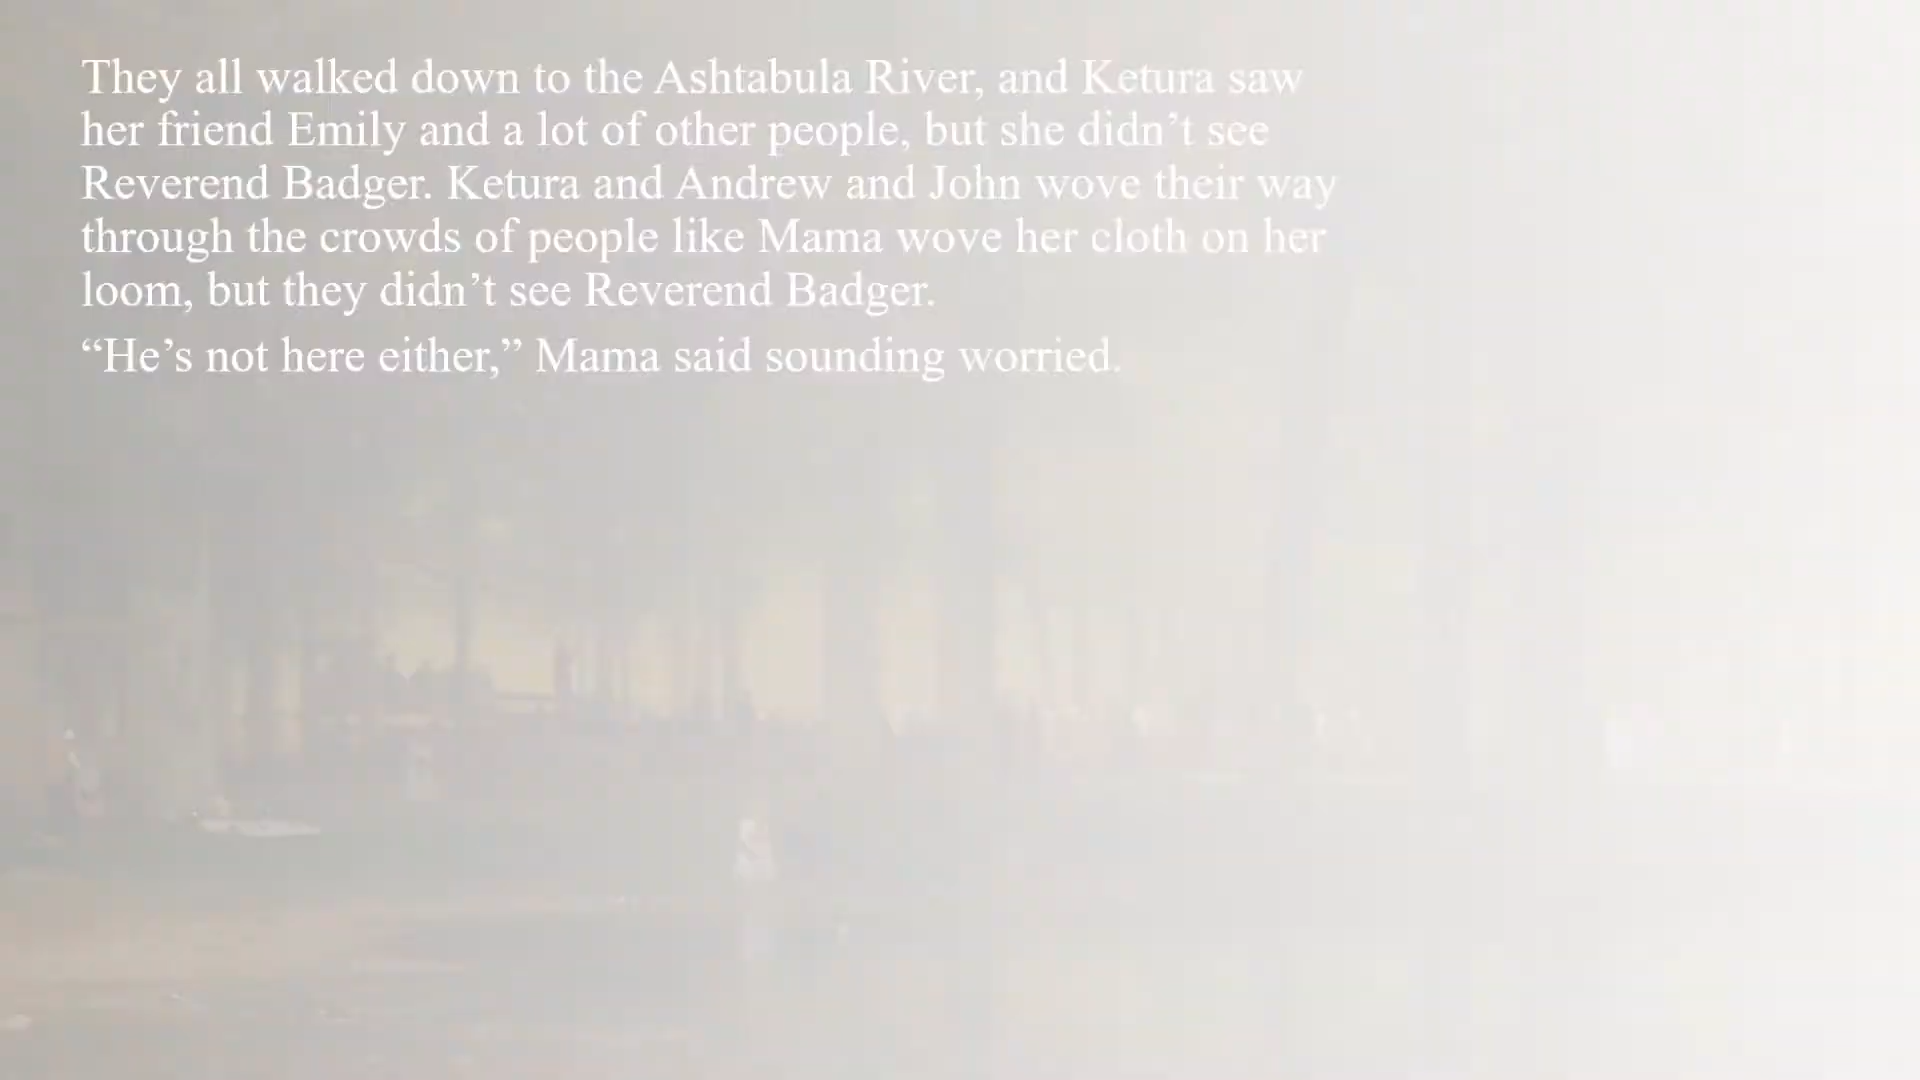 They all walked down to the Ashtabula River, and Ketura saw
her friend Emily and a lot of other people, but she didn’t see
Reverend Badger. Ketura and Andrew and John wove their way
through the crowds of people like Mama wove her cloth on her
loom, but they didn’t see Reverend Badger.
“He’s not here either,” Mama said sounding worried.